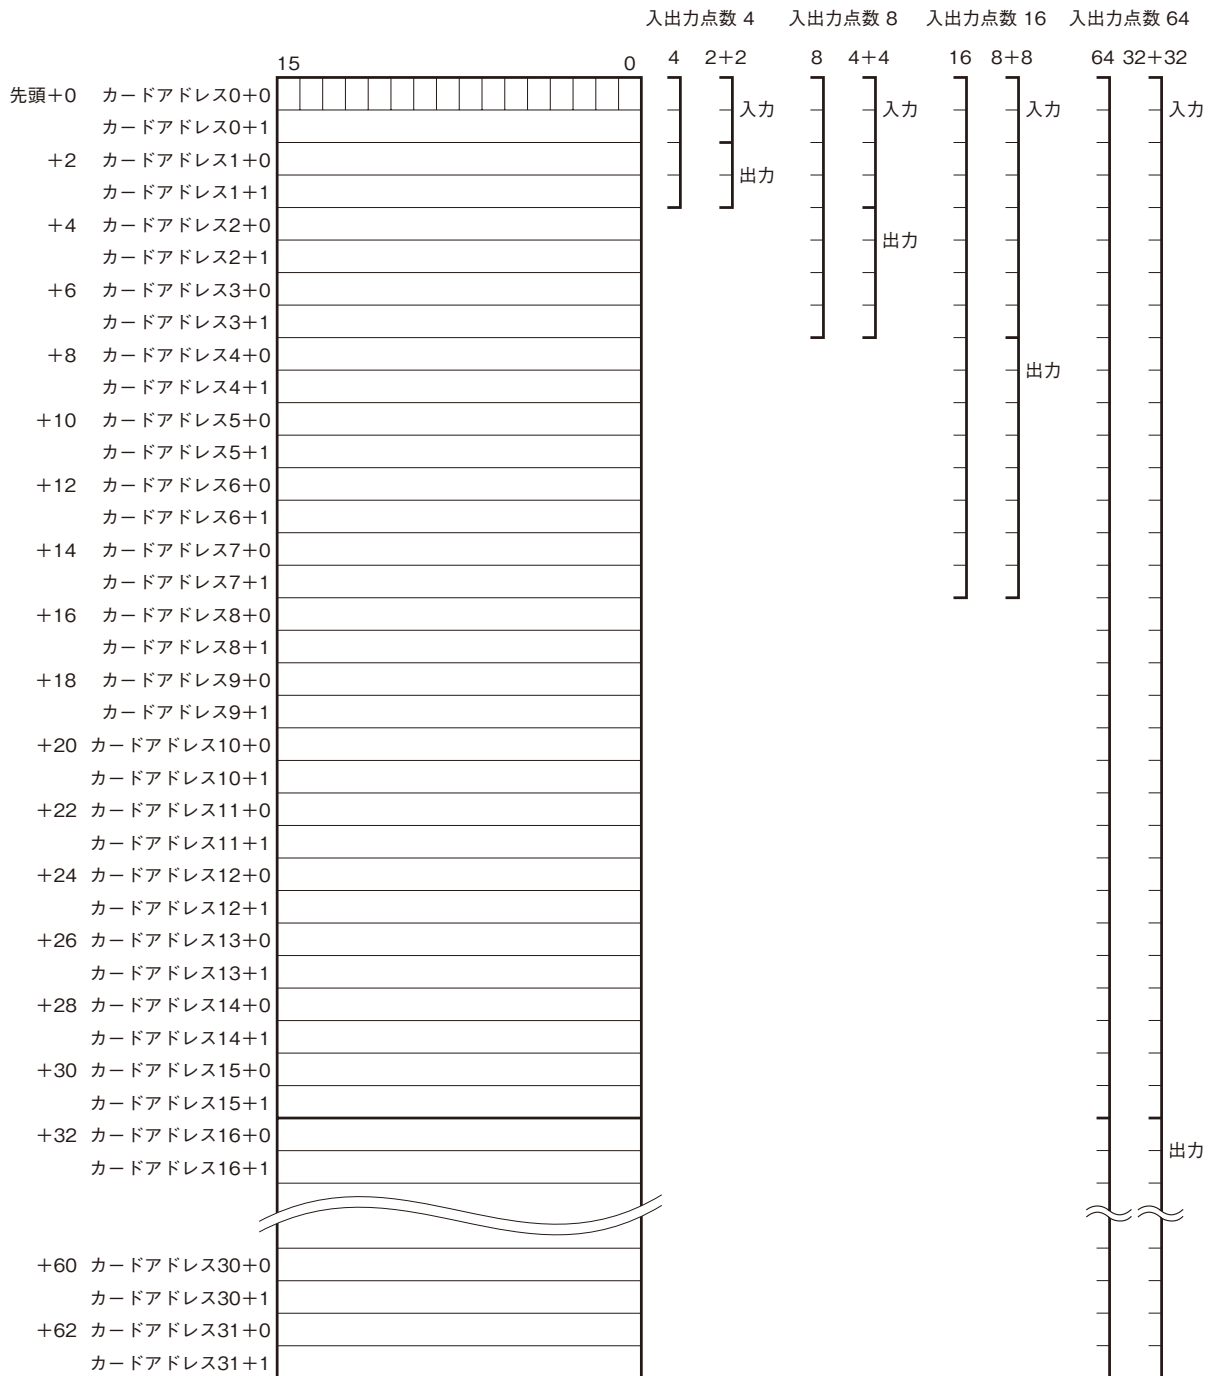 入出力点数 4 入出力点数 8 入出力点数 16 入出力点数 64
15 0 4 2+2 8 4+4 16 8+8 64 32+32
先頭+0 カードアドレス0+0
入力 入力 入力 入力
カードアドレス0+1
+2 カードアドレス1+0
出力
カードアドレス1+1
+4 カードアドレス2+0
出力
カードアドレス2+1
+6 カードアドレス3+0
カードアドレス3+1
+8 カードアドレス4+0
出力
カードアドレス4+1
+10 カードアドレス5+0
カードアドレス5+1
+12 カードアドレス6+0
カードアドレス6+1
+14 カードアドレス7+0
カードアドレス7+1
+16 カードアドレス8+0
カードアドレス8+1
+18 カードアドレス9+0
カードアドレス9+1
+20 カードアドレス10+0
カードアドレス10+1
+22 カードアドレス11+0
カードアドレス11+1
+24 カードアドレス12+0
カードアドレス12+1
+26 カードアドレス13+0
カードアドレス13+1
+28 カードアドレス14+0
カードアドレス14+1
+30 カードアドレス15+0
カードアドレス15+1
+32 カードアドレス16+0
出力
カードアドレス16+1
+60 カードアドレス30+0
カードアドレス30+1
+62 カードアドレス31+0
カードアドレス31+1